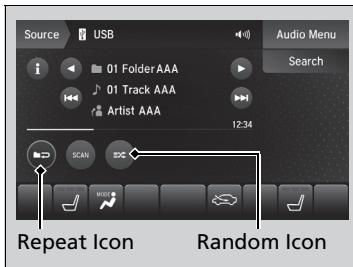 Source USB Audio Menu
01 FolderAAA Search
i
01 Track AAA
Artist AAA
12:34
SCAN
MODE
Repeat Icon Random Icon